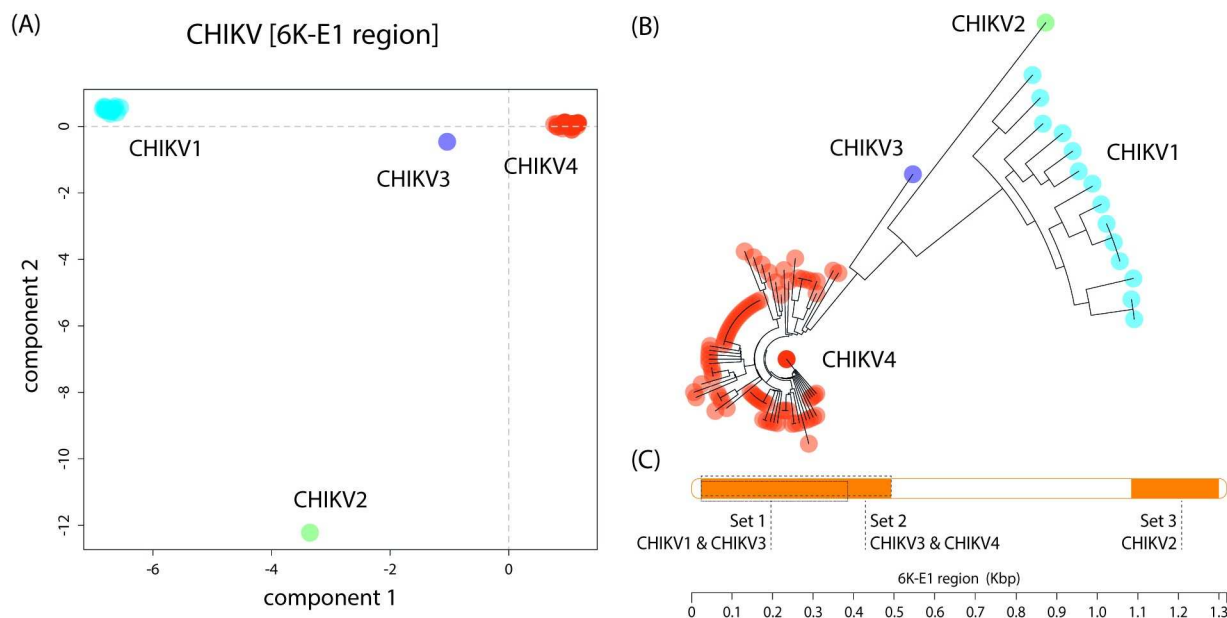 (A)
CHIKV [6K-E1 region]
0
-2
-4
-6
-8
-10
-12
component 2
CHIKV1
CHIKV3
CHIKV4
CHIKV2
-6
-4
-2
0
component 1
(B)
CHIKV2
CHIKV3
CHIKV1
CHIKV4
(C)
Set 1
CHIKV1 & CHIKV3
Set 2
CHIKV3 & CHIKV4
Set 3
CHIKV2
6K-E1 region (Kbp)
0 0.1 0.2 0.3 0.4 0.5 0.6 0.7 0.8 0.9 1.0 1.1 1.2 1.3